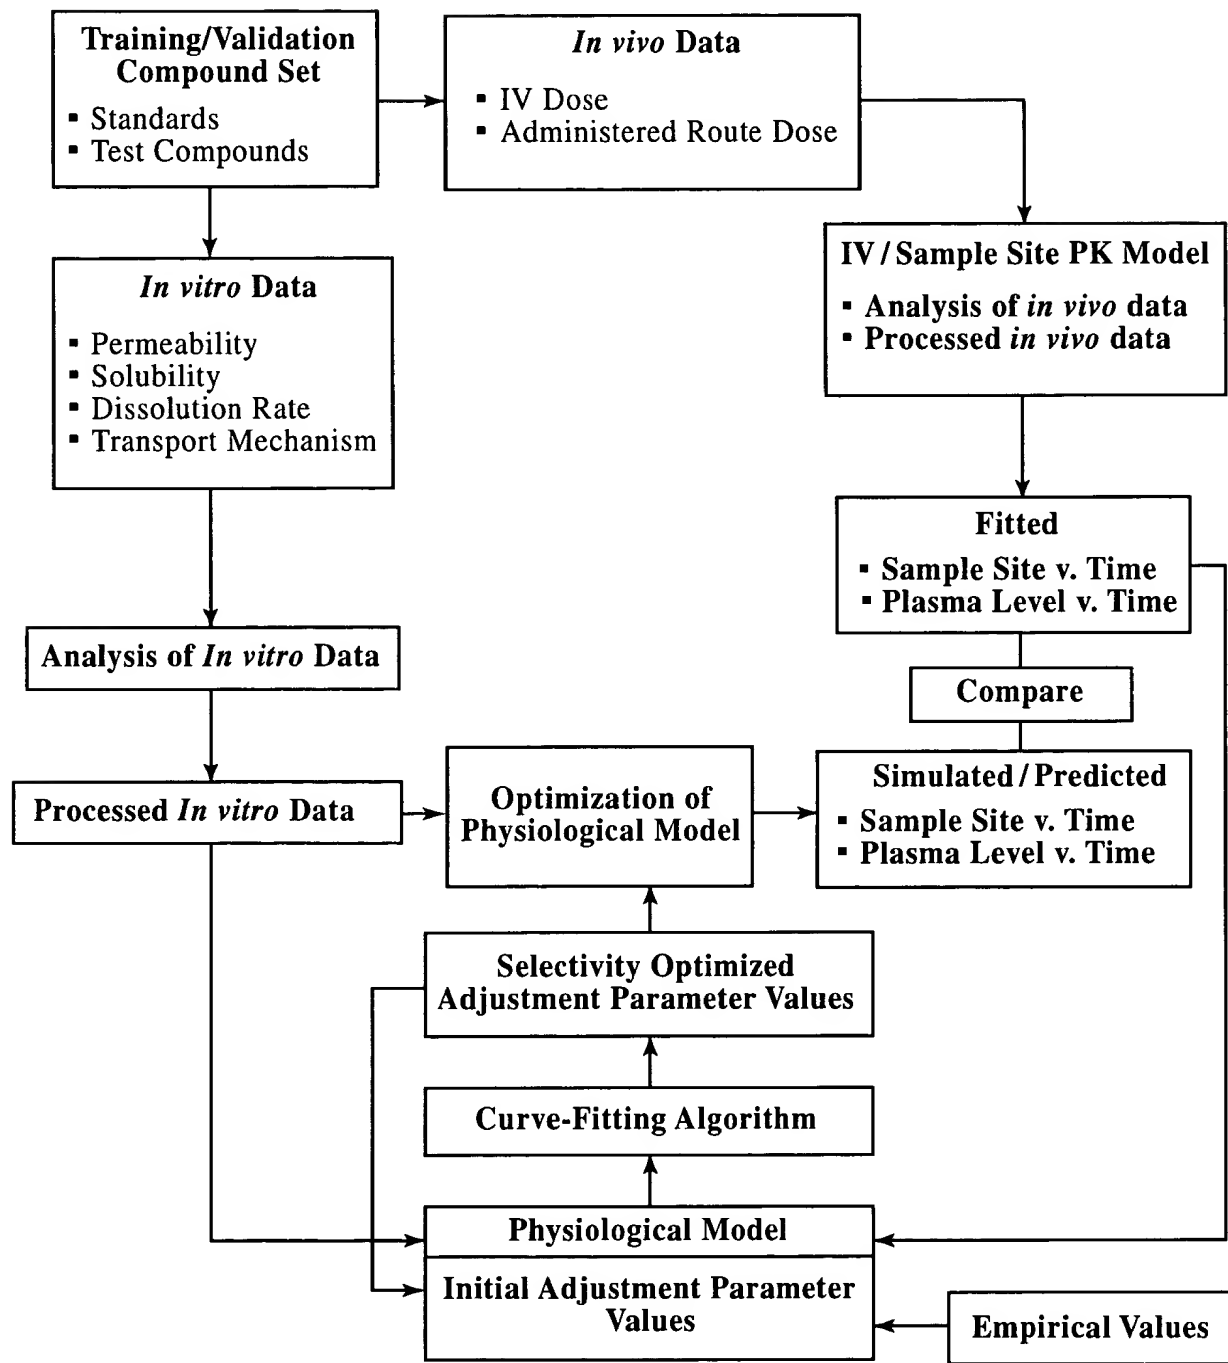 Training/Validation
Compound Set
▪ Standards
▪ Test Compounds
In vivo Data
▪ IV Dose
▪ Administered Route Dose
In vitro Data
▪ Permeability
▪ Solubility
▪ Dissolution Rate
▪ Transport Mechanism
IV / Sample Site PK Model
▪ Analysis of in vivo data
▪ Processed in vivo data
Fitted
▪ Sample Site v. Time
▪ Plasma Level v. Time
Analysis of In vitro Data
Compare
Processed In vitro Data
Optimization of
Physiological Model
Simulated / Predicted
▪ Sample Site v. Time
▪ Plasma Level v. Time
Selectivity Optimized
Adjustment Parameter Values
Curve-Fitting Algorithm
Physiological Model
Initial Adjustment Parameter
Values
Empirical Values